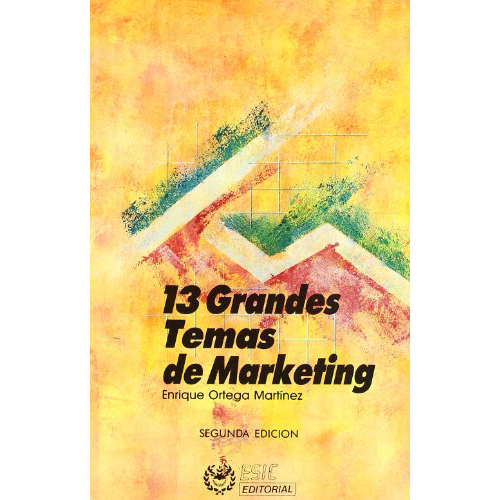 13 Grandes
Temas
de Marketing
Enrique Ortega Martínez
SEGUNDA EDICION
ESIC
EDITORIAL